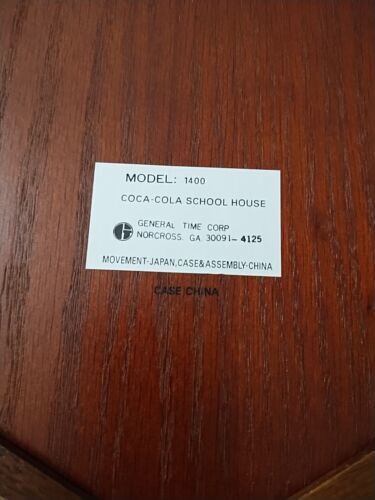 MODEL: 1400
COCA-COLA SCHOOL HOUSE
GENERAL TIME CORP
NORCROSS. GA 30091-4125
MOVEMENT-JAPAN,CASE&ASSEMBLY-CHINA
CASE CHINA